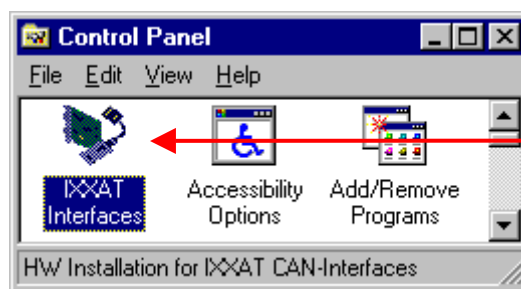 Control Panel
File Edit View Help
IXXAT Interfaces
Accessibility Options
Add/Remove Programs
HW Installation for IXXAT CAN-Interfaces